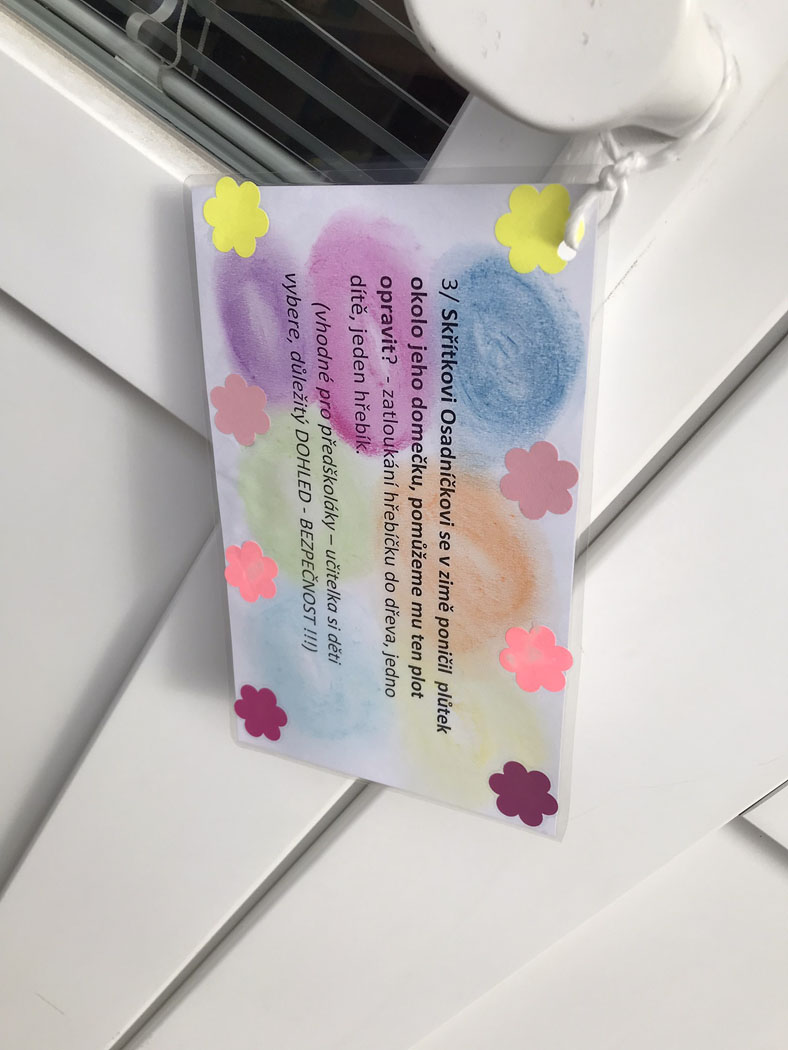 3/ Skřítkovi Osadníčkovi se v zimě poničil plůtek
okolo jeho domečku, pomůžeme mu ten plot
opravit? - zatloukání hřebíčku do dřeva, jedno
dítě, jeden hřebík.
(vhodné pro předškoláky – učitelka si děti
vybere, důležitý DOHLED - BEZPEČNOST !!!)